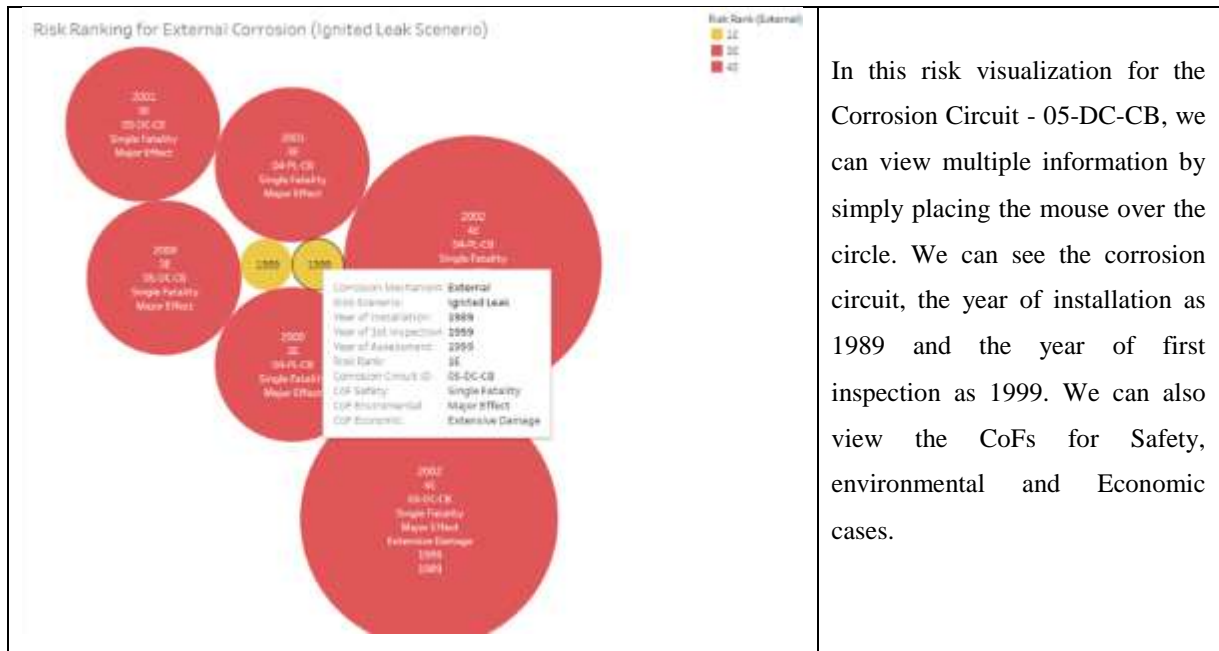 Risk Ranking for External Corrosion (Ignited Leak Scenerio)
Risk Rank (External)
1E
3E
4E
2001
3E
05-DC-CB
Single Fatality
Major Effect
2001
3E
04-PL-CB
Single Fatality
Major Effect
2002
4E
04-PL-CB
Single Fatality
2000
3E
05-DC-CB
Single Fatality
Major Effect
1999
1999
2000
3E
04-PL-CB
Single Fatality
Major Effect
Corrosion Mechanism: External
Risk Scenario: Ignited Leak
Year of Installation: 1989
Year of 1st Inspection: 1999
Year of Assessment: 1999
Risk Rank: 1E
Corrosion Circuit ID: 05-DC-CB
CoF Safety: Single Fatality
CoF Environmental: Major Effect
CoF Economic: Extensive Damage
2002
4E
05-DC-CB
Single Fatality
Major Effect
Extensive Damage
1999
1989
In this risk visualization for the
Corrosion Circuit - 05-DC-CB, we
can view multiple information by
simply placing the mouse over the
circle. We can see the corrosion
circuit, the year of installation as
1989 and the year of first
inspection as 1999. We can also
view the CoFs for Safety,
environmental and Economic
cases.